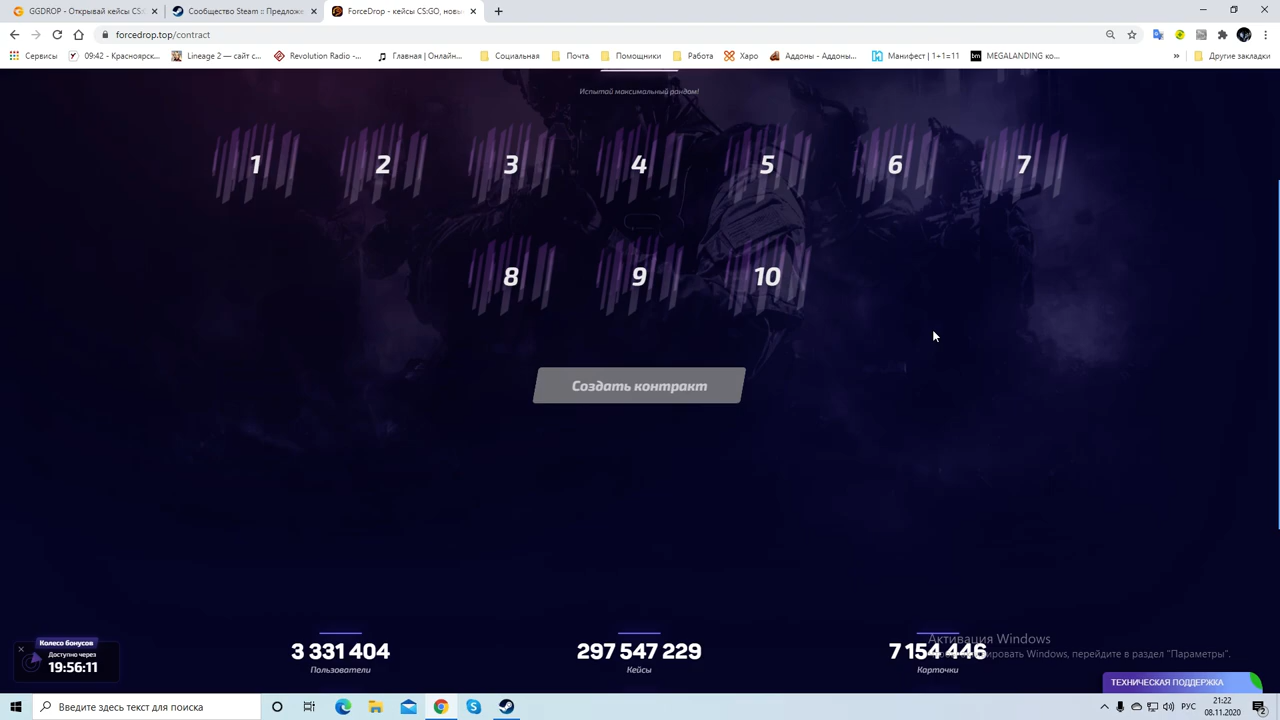 GGDROP - Открывай кейсы CS:G
Сообщество Steam :: Предложе
ForceDrop - кейсы CS:GO, новы
forcedrop.top/contract
Сервисы
09:42 - Красноярск...
Lineage 2 — сайт с...
Revolution Radio -...
Главная | Онлайн...
Социальная
Почта
Помощники
Работа
Харо
Аддоны - Аддоны...
Манифест | 1+1=11
MEGALANDING ко...
»
Другие закладки
Испытай максимальный рандом!
1 2 3 4 5 6 7
8 9 10
Создать контракт
Колесо бонусов
Доступно через
19:56:11
3 331 404
Пользователи
297 547 229
Кейсы
7 154 446
Карточки
Активация Windows
перейдите в раздел "Параметры".
ТЕХНИЧЕСКАЯ ПОДДЕРЖКА
Введите здесь текст для поиска
РУС
21:22
08.11.2020
2